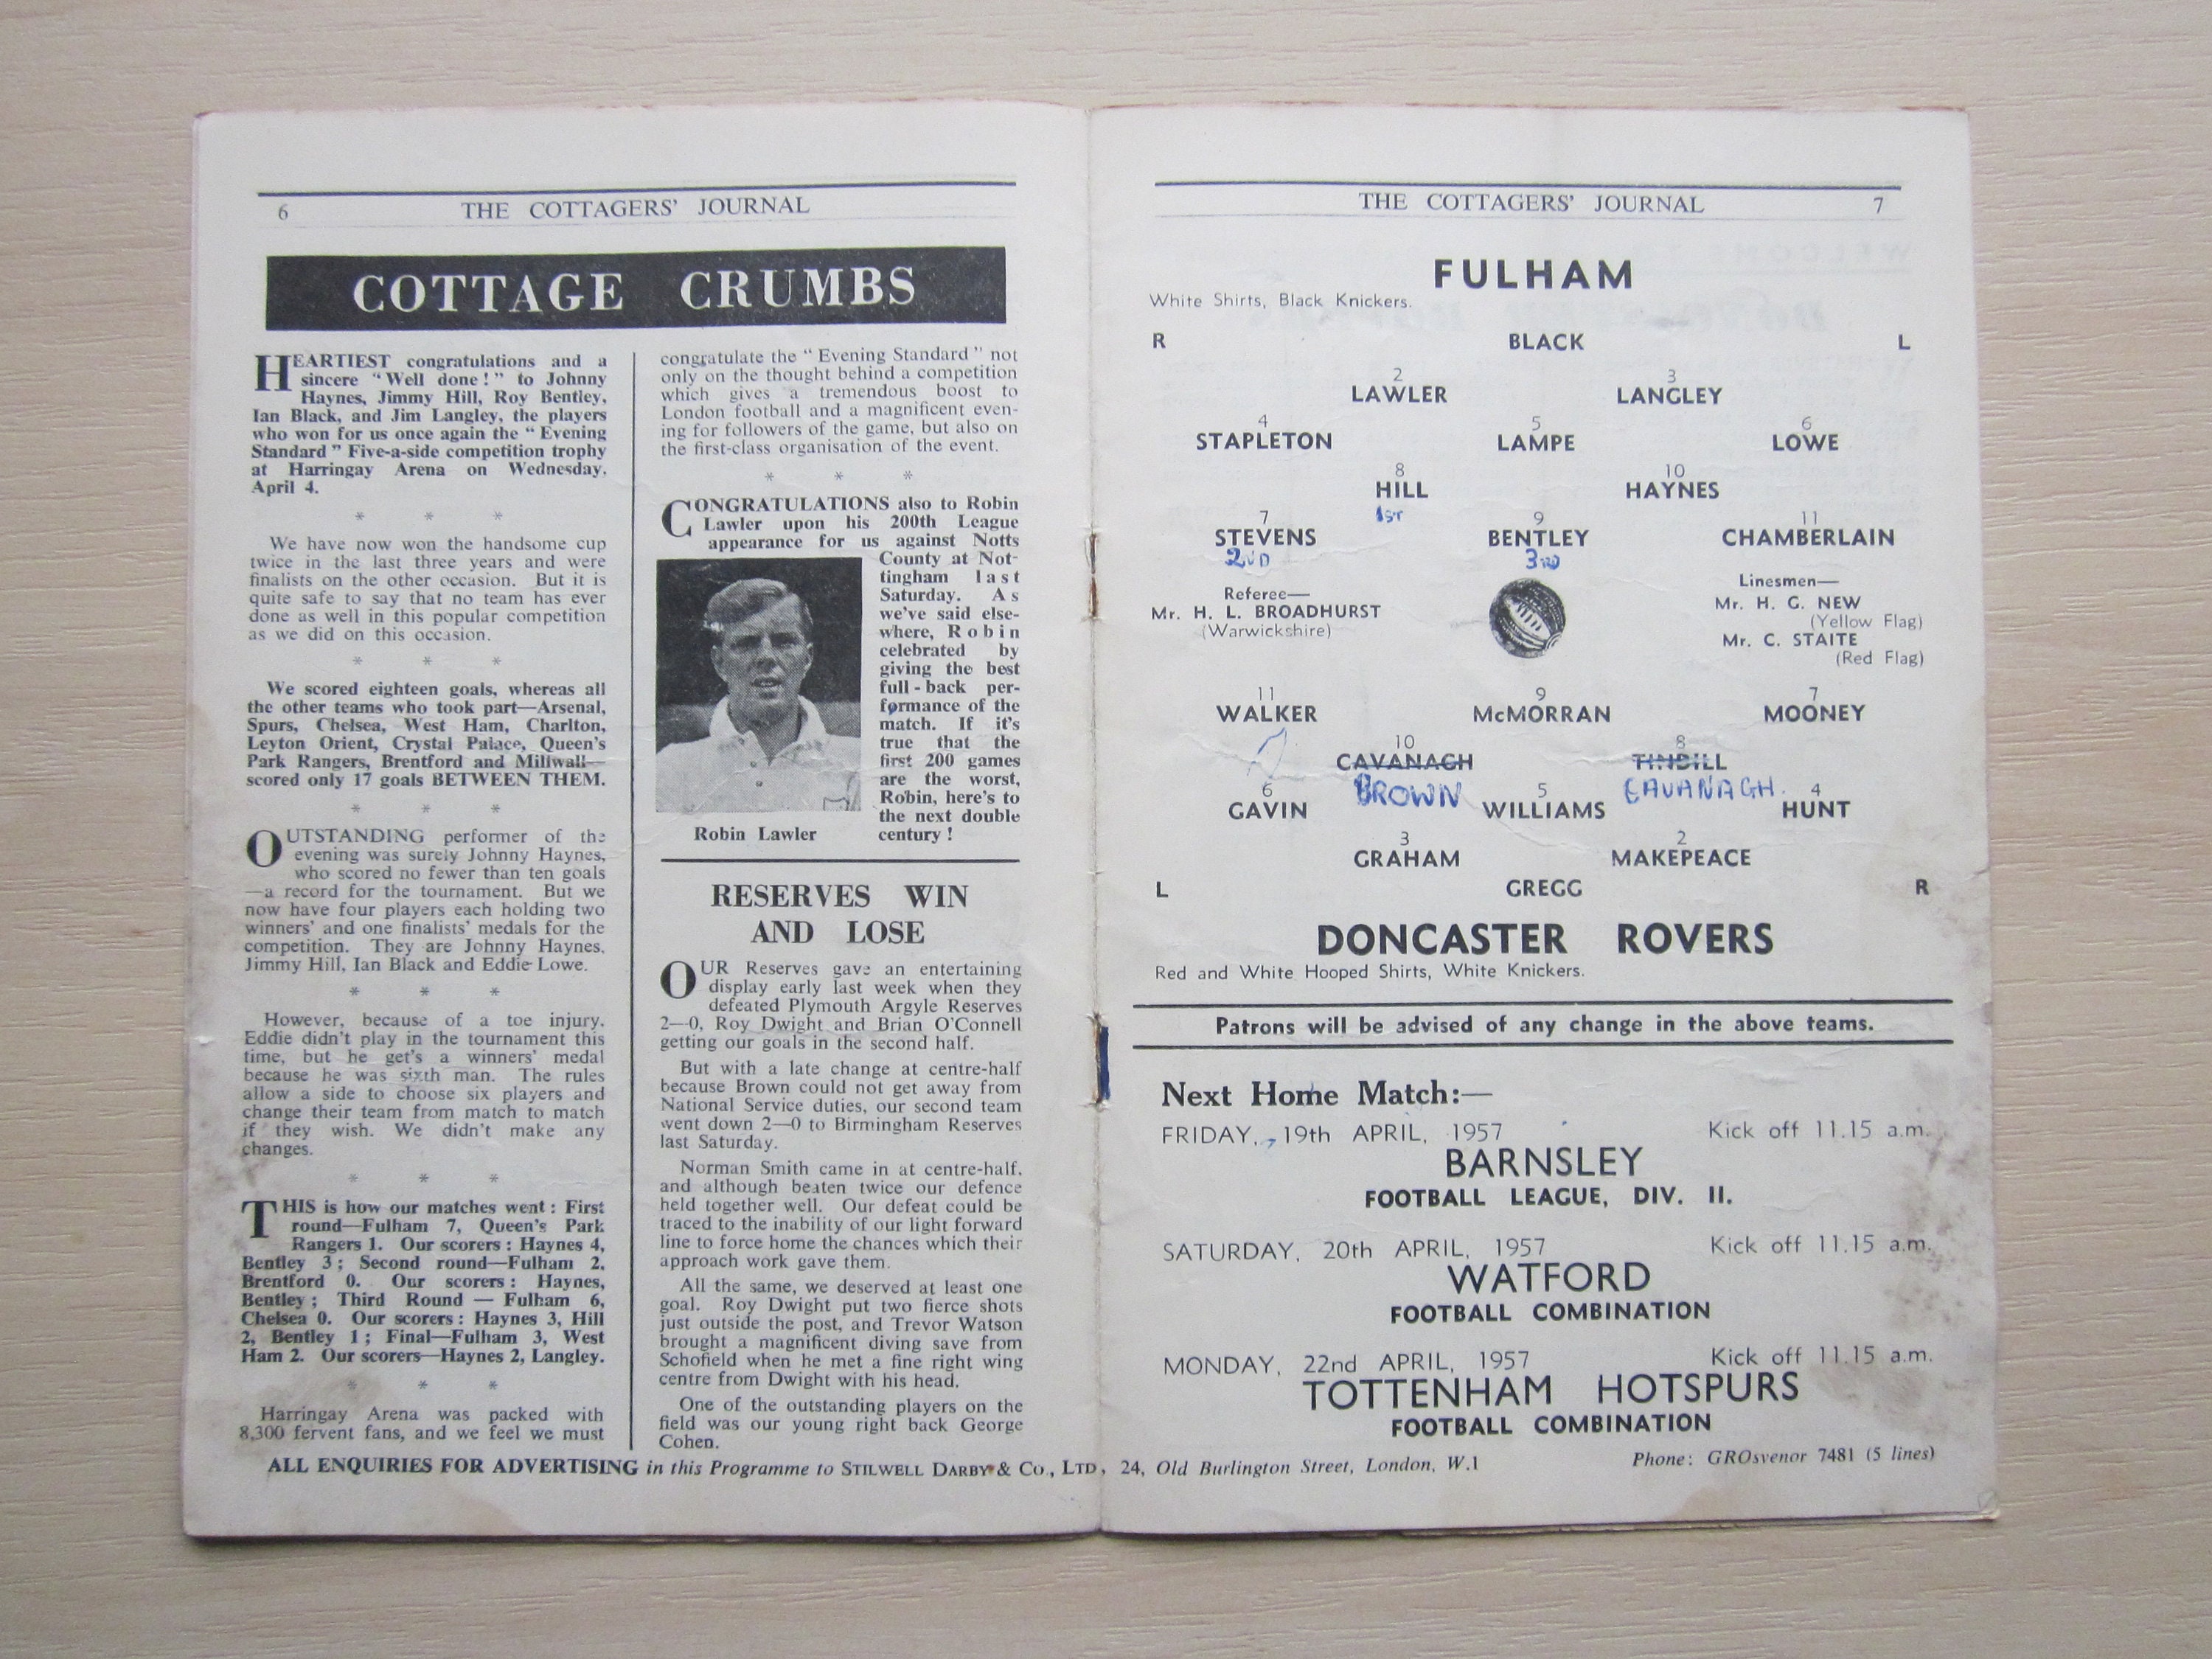 6 THE COTTAGERS' JOURNAL
COTTAGE CRUMBS
HEARTIEST congratulations and a
sincere "Well done!" to Johnny
Haynes, Jimmy Hill, Roy Bentley,
Ian Black, and Jim Langley, the players
who won for us once again the "Evening
Standard" Five-a-side competition trophy
at Harringay Arena on Wednesday,
April 4.
* * *
We have now won the handsome cup
twice in the last three years and were
finalists on the other occasion. But it is
quite safe to say that no team has ever
done as well in this popular competition
as we did on this occasion.
* * *
We scored eighteen goals, whereas all
the other teams who took part—Arsenal,
Spurs, Chelsea, West Ham, Charlton,
Leyton Orient, Crystal Palace, Queen's
Park Rangers, Brentford and Millwall—
scored only 17 goals BETWEEN THEM.
* * *
OUTSTANDING performer of the
evening was surely Johnny Haynes,
who scored no fewer than ten goals
—a record for the tournament. But we
now have four players each holding two
winners' and one finalists' medals for the
competition. They are Johnny Haynes,
Jimmy Hill, Ian Black and Eddie Lowe.
* * *
However, because of a toe injury,
Eddie didn't play in the tournament this
time, but he get's a winners' medal
because he was sixth man. The rules
allow a side to choose six players and
change their team from match to match
if they wish. We didn't make any
changes.
* * *
THIS is how our matches went: First
round—Fulham 7, Queen's Park
Rangers 1. Our scorers: Haynes 4,
Bentley 3; Second round—Fulham 2,
Brentford 0. Our scorers: Haynes,
Bentley; Third Round — Fulham 6,
Chelsea 0. Our scorers: Haynes 3, Hill
2, Bentley 1; Final—Fulham 3, West
Ham 2. Our scorers—Haynes 2, Langley.
* * *
Harringay Arena was packed with
8,300 fervent fans, and we feel we must
congratulate the "Evening Standard" not
only on the thought behind a competition
which gives a tremendous boost to
London football and a magnificent even-
ing for followers of the game, but also on
the first-class organisation of the event.
* * *
CONGRATULATIONS also to Robin
Lawler upon his 200th League
appearance for us against Notts
County at Not-
tingham last
Saturday. As
we've said else-
where, Robin
celebrated by
giving the best
full-back per-
formance of the
match. If it's
true that the
first 200 games
are the worst,
Robin, here's to
the next double
century!
Robin Lawler
RESERVES WIN
AND LOSE
OUR Reserves gave an entertaining
display early last week when they
defeated Plymouth Argyle Reserves
2—0, Roy Dwight and Brian O'Connell
getting our goals in the second half.
But with a late change at centre-half
because Brown could not get away from
National Service duties, our second team
went down 2—0 to Birmingham Reserves
last Saturday.
Norman Smith came in at centre-half,
and although beaten twice our defence
held together well. Our defeat could be
traced to the inability of our light forward
line to force home the chances which their
approach work gave them.
All the same, we deserved at least one
goal. Roy Dwight put two fierce shots
just outside the post, and Trevor Watson
brought a magnificent diving save from
Schofield when he met a fine right wing
centre from Dwight with his head.
One of the outstanding players on the
field was our young right back George
Cohen.
THE COTTAGERS' JOURNAL 7
FULHAM
White Shirts, Black Knickers.
R BLACK L
2 3
LAWLER LANGLEY
4 5 6
STAPLETON LAMPE LOWE
8 10
HILL HAYNES
1ST
7 9 11
STEVENS BENTLEY CHAMBERLAIN
2ND 3RD
Referee—
Mr. H. L. BROADHURST
(Warwickshire)
Linesmen—
Mr. H. G. NEW
(Yellow Flag)
Mr. C. STAITE
(Red Flag)
11 9 7
WALKER McMORRAN MOONEY
10 8
CAVANAGH TINDILL
BROWN CAVANAGH
6 5 4
GAVIN WILLIAMS HUNT
3 2
GRAHAM MAKEPEACE
L GREGG R
DONCASTER ROVERS
Red and White Hooped Shirts, White Knickers.
Patrons will be advised of any change in the above teams.
Next Home Match:—
FRIDAY, 19th APRIL, 1957 Kick off 11.15 a.m.
BARNSLEY
FOOTBALL LEAGUE, DIV. II.
SATURDAY, 20th APRIL, 1957 Kick off 11.15 a.m.
WATFORD
FOOTBALL COMBINATION
MONDAY, 22nd APRIL, 1957 Kick off 11.15 a.m.
TOTTENHAM HOTSPURS
FOOTBALL COMBINATION
ALL ENQUIRIES FOR ADVERTISING in this Programme to STILWELL DARBY & Co., LTD, 24, Old Burlington Street, London, W.1 Phone: GROsvenor 7481 (5 lines)